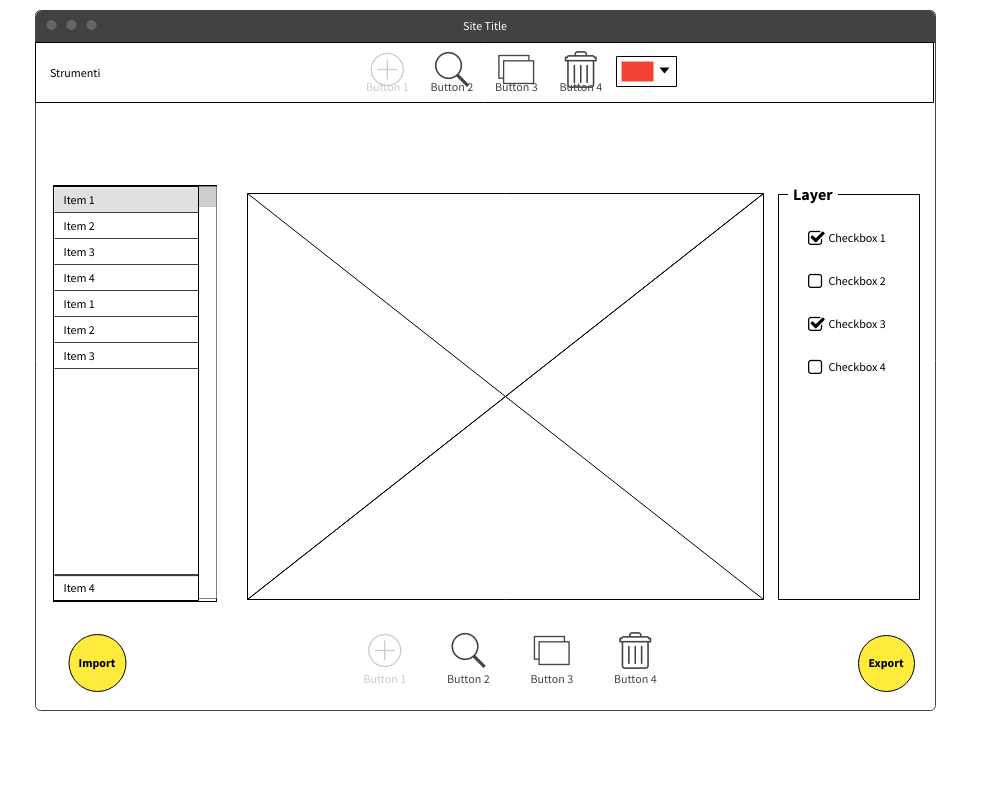 Site Title
Strumenti
Button 1
Button 2
Button 3
Button 4
Item 1
Item 2
Item 3
Item 4
Item 1
Item 2
Item 3
Item 4
Layer
Checkbox 1
Checkbox 2
Checkbox 3
Checkbox 4
Import
Button 1
Button 2
Button 3
Button 4
Export